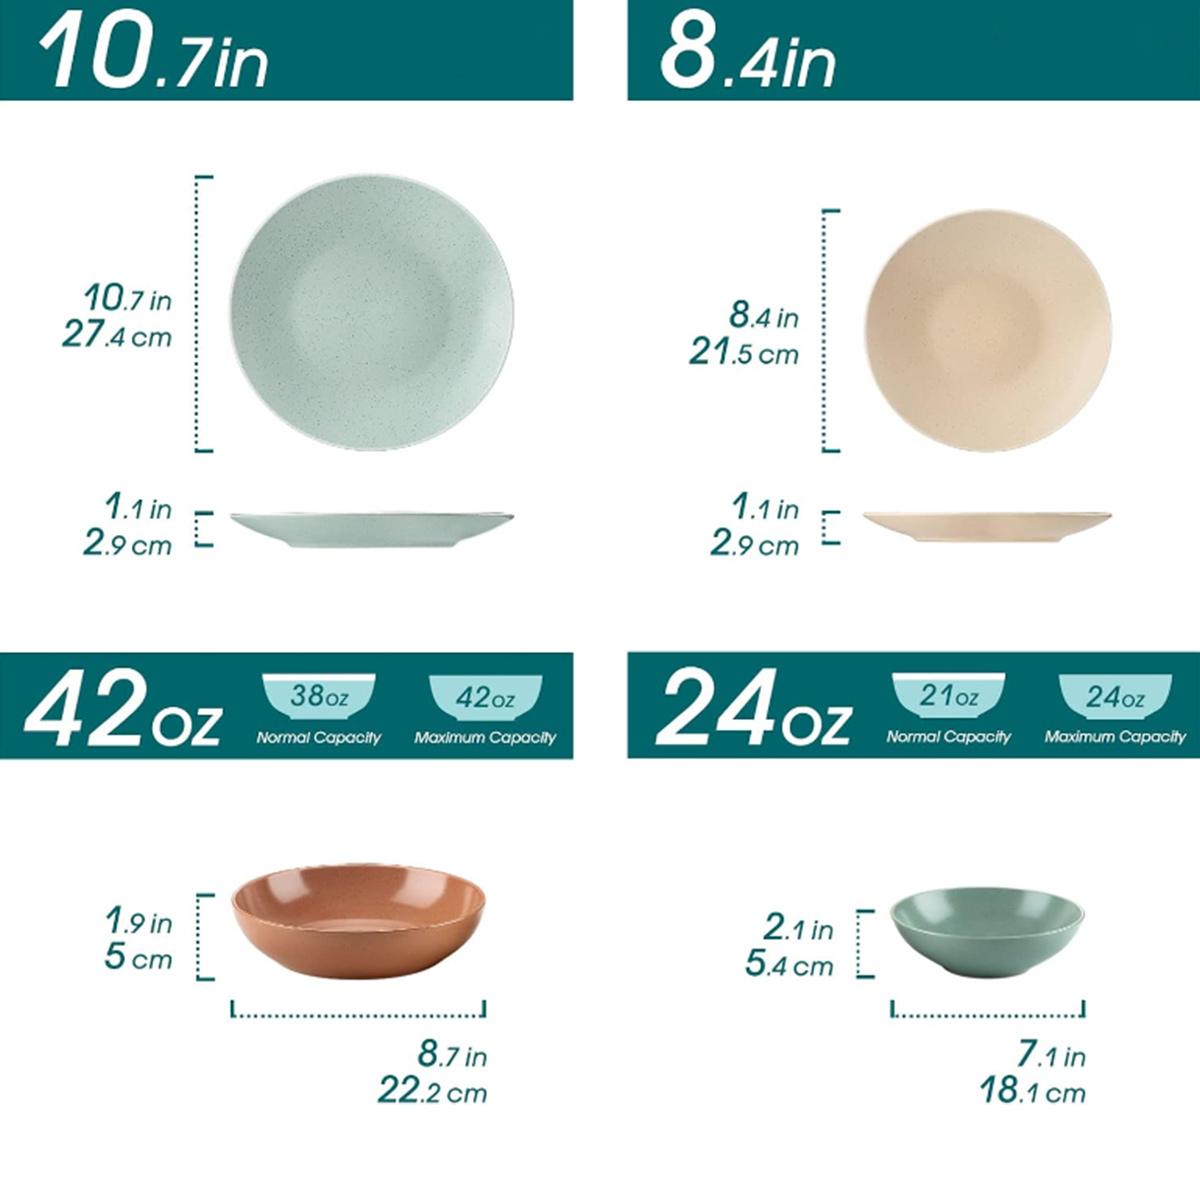 10.7in
8.4in
10.7 in
27.4 cm
8.4 in
21.5 cm
1.1 in
2.9 cm
1.1 in
2.9 cm
42oz
38oz
Normal Capacity
42oz
Maximum Capacity
24oz
21oz
Normal Capacity
24oz
Maximum Capacity
1.9 in
5 cm
8.7 in
22.2 cm
2.1 in
5.4 cm
7.1 in
18.1 cm